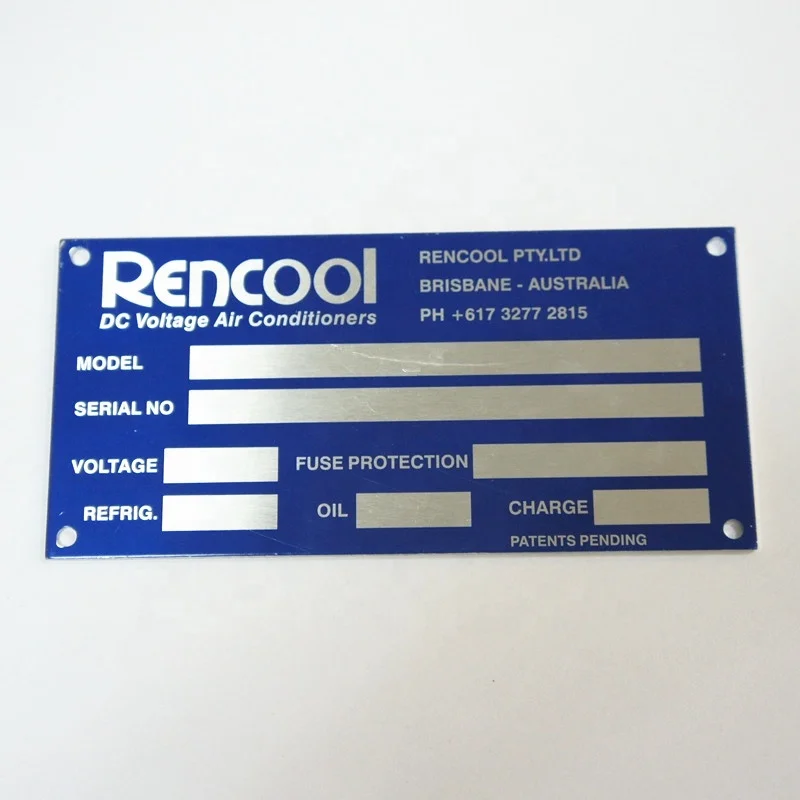 Rencool
DC Voltage Air Conditioners
RENCOOL PTY.LTD
BRISBANE - AUSTRALIA
PH +617 3277 2815
MODEL
SERIAL NO
VOLTAGE FUSE PROTECTION
REFRIG. OIL CHARGE
PATENTS PENDING